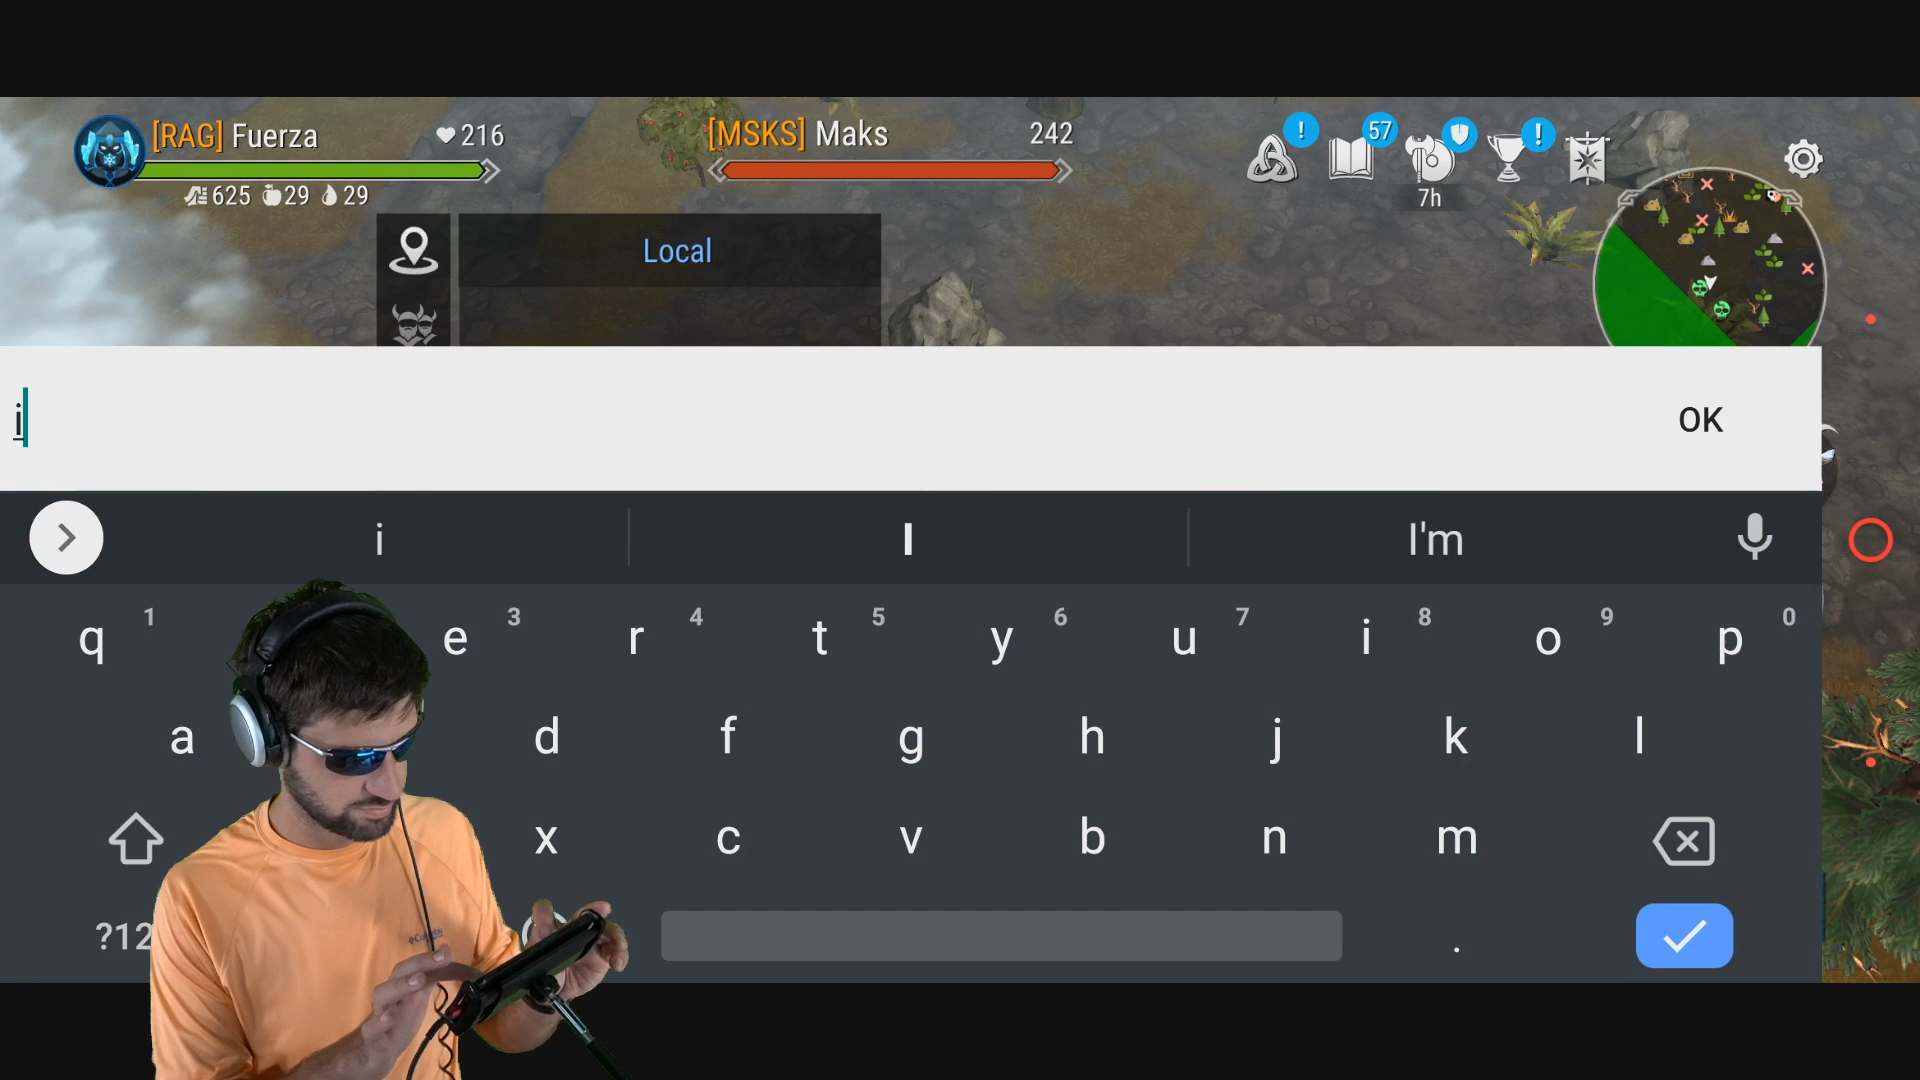 [RAG] Fuerza 216
625 29 29
[MSKS] Maks 242
! 57 !
7h
Local
i
OK
i I I'm
q 1 e 3 r 4 t 5 y 6 u 7 i 8 o 9 p 0
a d f g h j k l
x c v b n m
?12 .